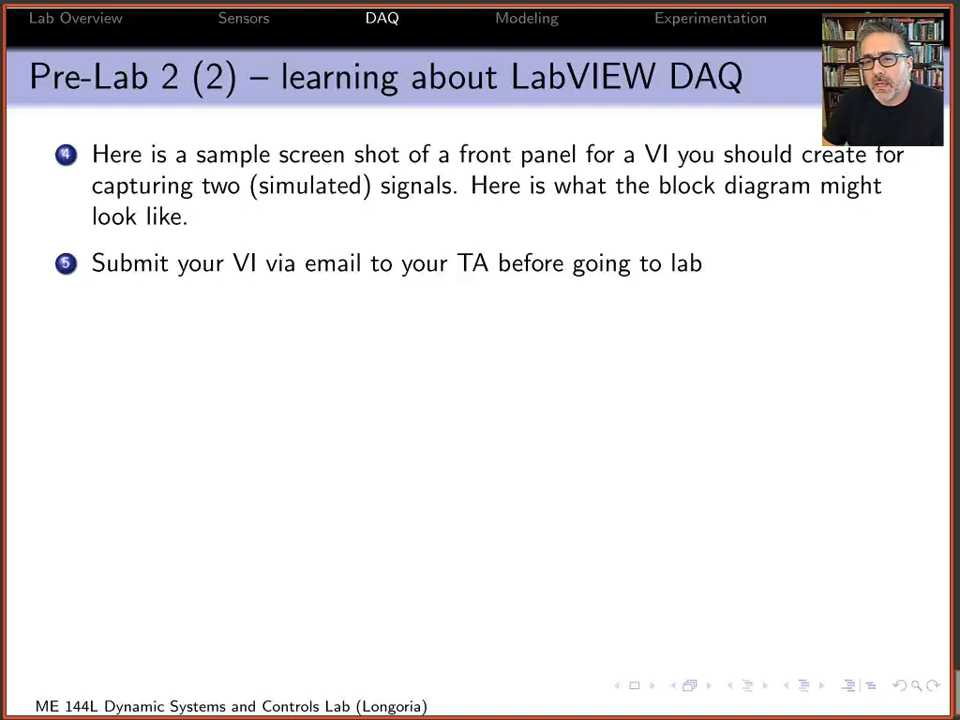 Lab Overview Sensors DAQ Modeling Experimentation
Pre-Lab 2 (2) – learning about LabVIEW DAQ
4 Here is a sample screen shot of a front panel for a VI you should create for
capturing two (simulated) signals. Here is what the block diagram might
look like.
5 Submit your VI via email to your TA before going to lab
ME 144L Dynamic Systems and Controls Lab (Longoria)